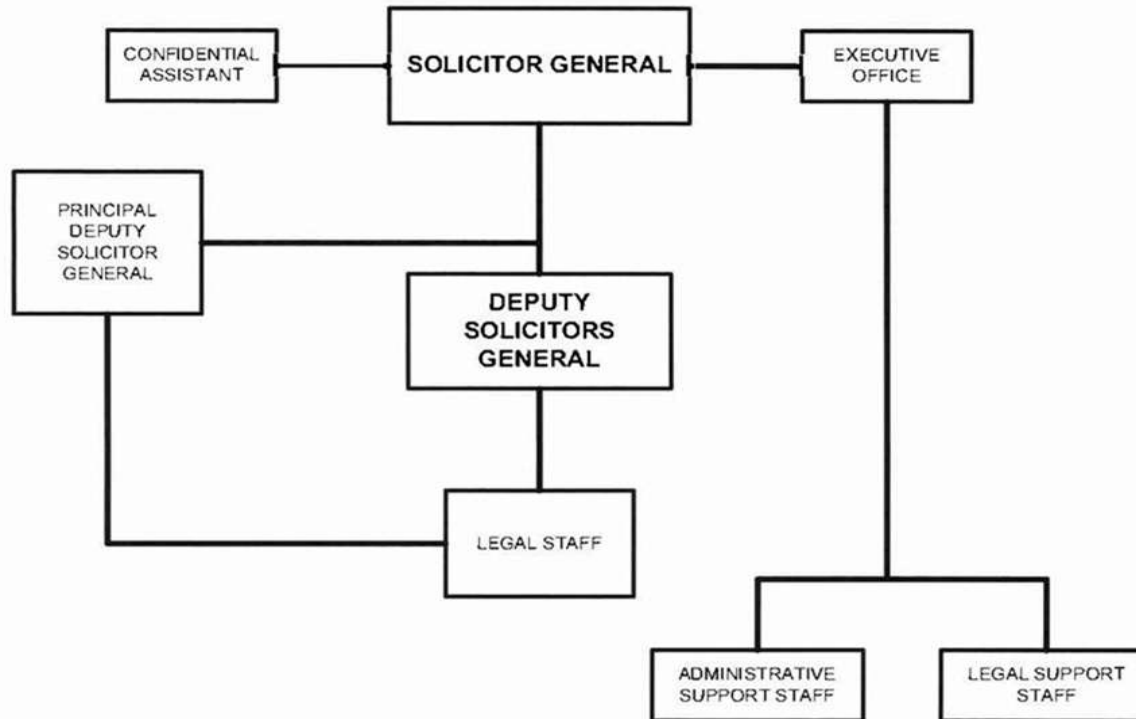 CONFIDENTIAL
ASSISTANT
SOLICITOR GENERAL
EXECUTIVE
OFFICE
PRINCIPAL
DEPUTY
SOLICITOR
GENERAL
DEPUTY
SOLICITORS
GENERAL
LEGAL STAFF
ADMINISTRATIVE
SUPPORT STAFF
LEGAL SUPPORT
STAFF